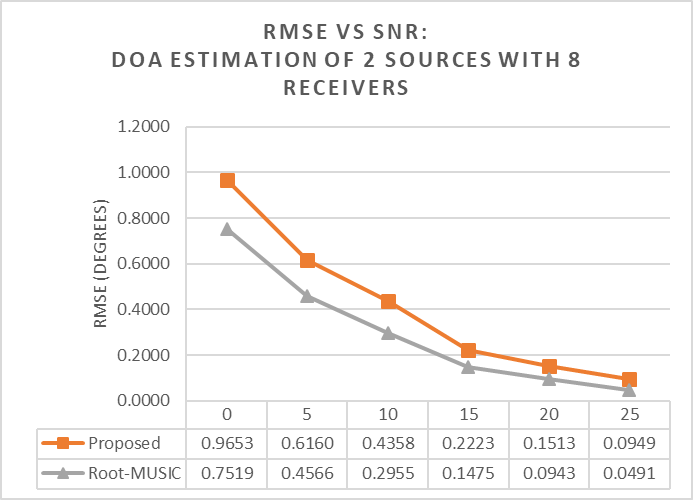 RMSE VS SNR:
DOA ESTIMATION OF 2 SOURCES WITH 8
RECEIVERS
RMSE (DEGREES)
1.2000
1.0000
0.8000
0.6000
0.4000
0.2000
0.0000
0 5 10 15 20 25
Proposed 0.9653 0.6160 0.4358 0.2223 0.1513 0.0949
Root-MUSIC 0.7519 0.4566 0.2955 0.1475 0.0943 0.0491